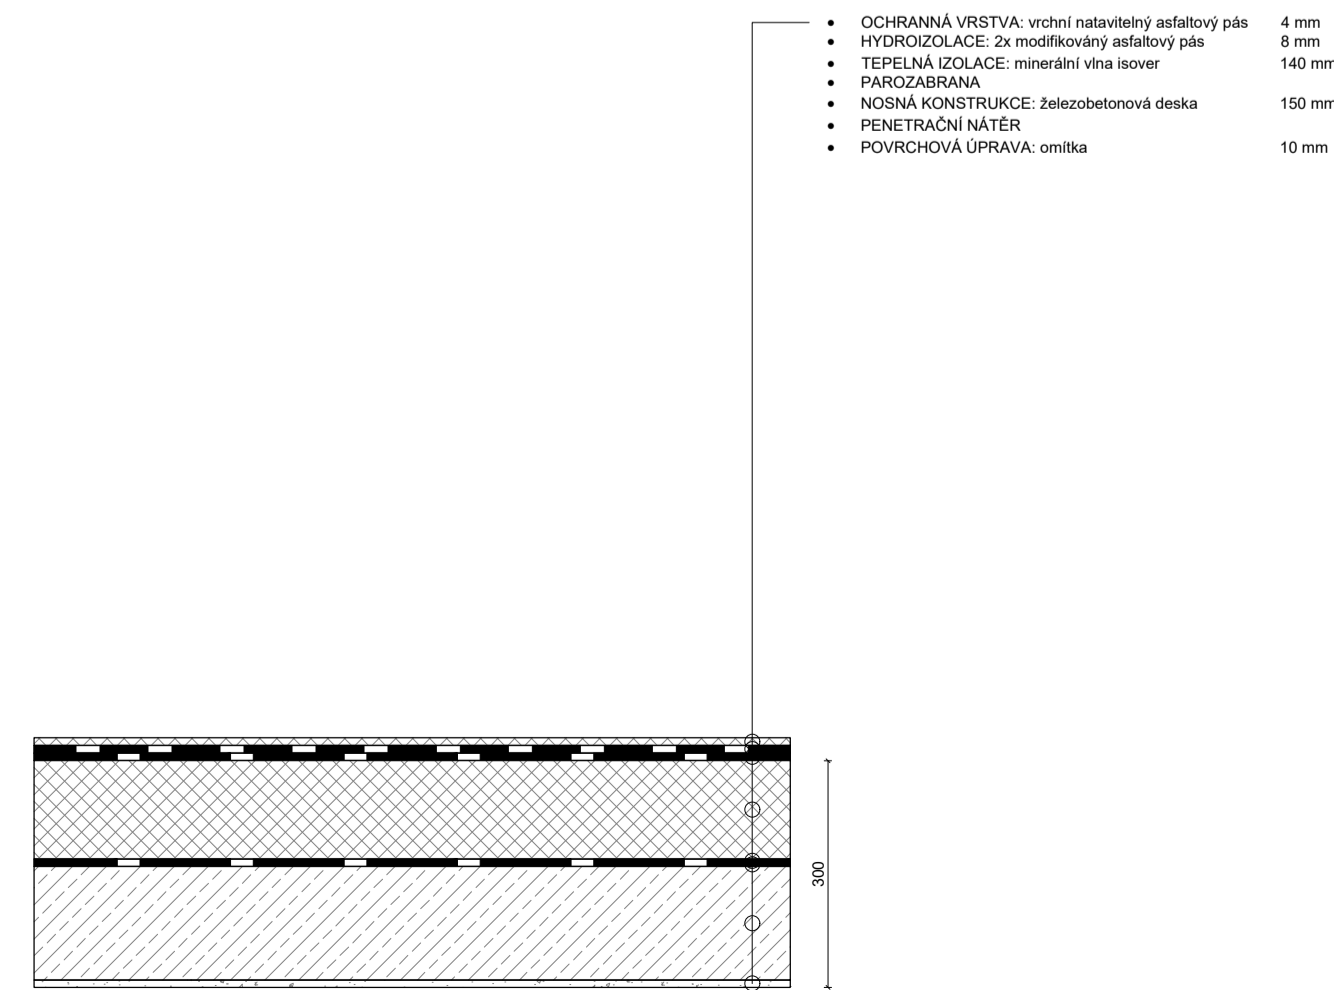 • OCHRANNÁ VRSTVA: vrchní natavitelný asfaltový pás 4 mm
• HYDROIZOLACE: 2x modifikováný asfaltový pás 8 mm
• TEPELNÁ IZOLACE: minerální vlna isover 140 mm
• PAROZABRANA
• NOSNÁ KONSTRUKCE: železobetonová deska 150 mm
• PENETRAČNÍ NÁTĚR
• POVRCHOVÁ ÚPRAVA: omítka 10 mm
300